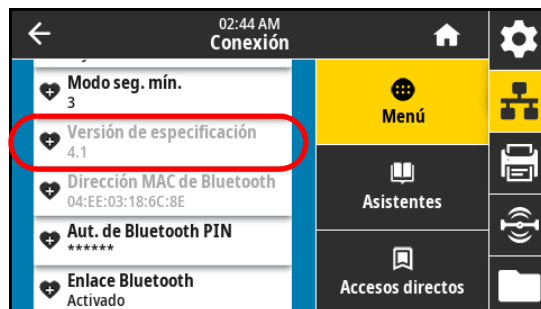 02:44 AM
Conexión
Modo seg. mín.
3
Versión de especificación
4.1
Dirección MAC de Bluetooth
04:EE:03:18:6C:8E
Aut. de Bluetooth PIN
******
Enlace Bluetooth
Activado
Menú
Asistentes
Accesos directos